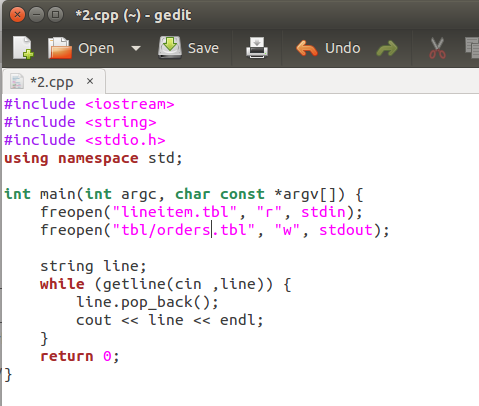 *2.cpp (~) - gedit
Open Save Undo
*2.cpp ×
#include <iostream>
#include <string>
#include <stdio.h>
using namespace std;
int main(int argc, char const *argv[]) {
    freopen("lineitem.tbl", "r", stdin);
    freopen("tbl/orders.tbl", "w", stdout);
    string line;
    while (getline(cin ,line)) {
        line.pop_back();
        cout << line << endl;
    }
    return 0;
}